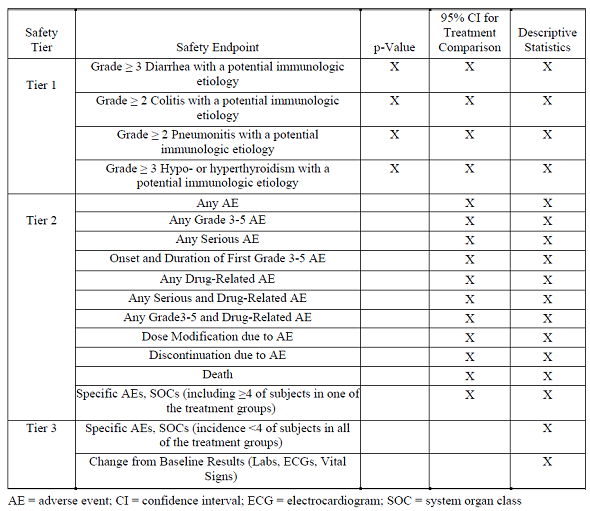 Safety Tier Safety Endpoint p-Value 95% CI for Treatment Comparison Descriptive Statistics
Tier 1
Grade ≥ 3 Diarrhea with a potential immunologic
etiology X X X
Grade ≥ 2 Colitis with a potential immunologic
etiology X X X
Grade ≥ 2 Pneumonitis with a potential
immunologic etiology X X X
Grade ≥ 3 Hypo- or hyperthyroidism with a
potential immunologic etiology X X X
Tier 2
Any AE X X
Any Grade 3-5 AE X X
Any Serious AE X X
Onset and Duration of First Grade 3-5 AE X X
Any Drug-Related AE X X
Any Serious and Drug-Related AE X X
Any Grade3-5 and Drug-Related AE X X
Dose Modification due to AE X X
Discontinuation due to AE X X
Death X X
Specific AEs, SOCs (including ≥4 of subjects in one of
the treatment groups) X X
Tier 3
Specific AEs, SOCs (incidence <4 of subjects in all
of the treatment groups) X
Change from Baseline Results (Labs, ECGs, Vital
Signs) X
AE = adverse event; CI = confidence interval; ECG = electrocardiogram; SOC = system organ class